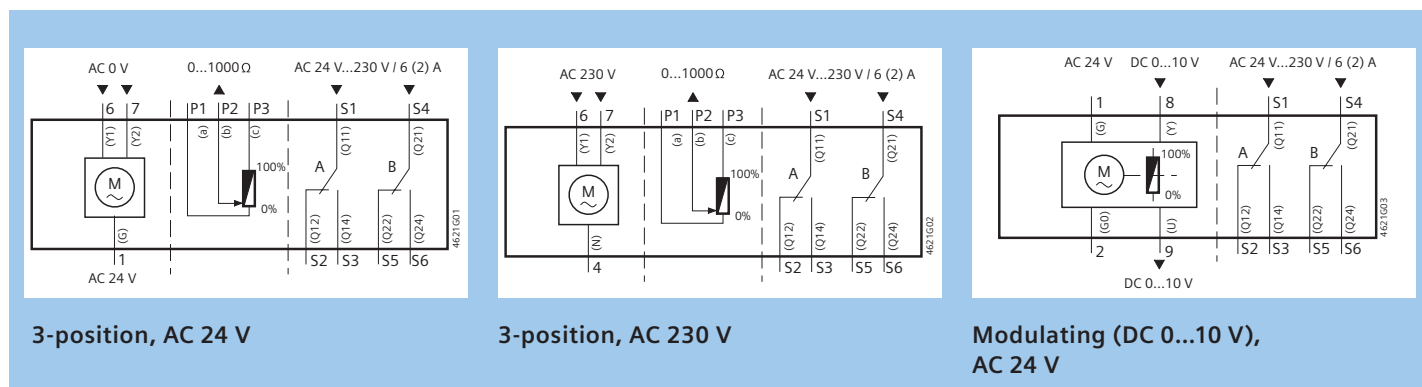 AC 0 V 0...1000 Ω AC 24 V...230 V / 6 (2) A
6 7 P1 P2 P3 S1 S4
(Y1) (Y2) (a) (b) (c) (Q11) (Q21)
A B
100%
M
0%
(G) (Q12) (Q14) (Q22) (Q24)
4621G01
1 S2 S3 S5 S6
AC 24 V
3-position, AC 24 V
AC 230 V 0...1000 Ω AC 24 V...230 V / 6 (2) A
6 7 P1 P2 P3 S1 S4
(Y1) (Y2) (a) (b) (c) (Q11) (Q21)
A B
100%
M
0%
(N) (Q12) (Q14) (Q22) (Q24)
4621G02
4 S2 S3 S5 S6
3-position, AC 230 V
AC 24 V DC 0...10 V AC 24 V...230 V / 6 (2) A
1 8 S1 S4
(G) (Y) (Q11) (Q21)
A B
100%
M
0%
(G0) (U) (Q12) (Q14) (Q22) (Q24)
4621G03
2 9 S2 S3 S5 S6
DC 0...10 V
Modulating (DC 0...10 V),
AC 24 V